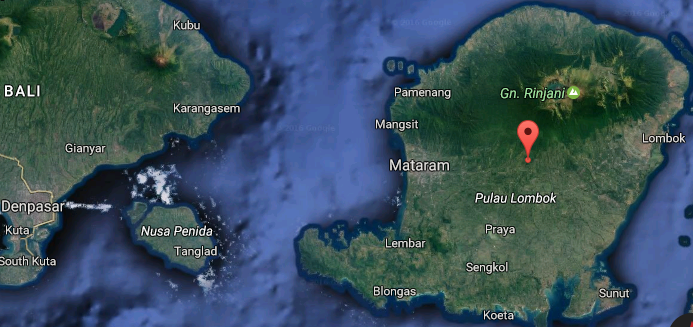 Kubu
BALI
Karangasem
Gianyar
Denpasar
Kuta
South Kuta
Nusa Penida
Tanglad
Pamenang
Gn. Rinjani
Mangsit
Lombok
Mataram
Pulau Lombok
Praya
Lembar
Sengkol
Blongas
Sunut
Koeta